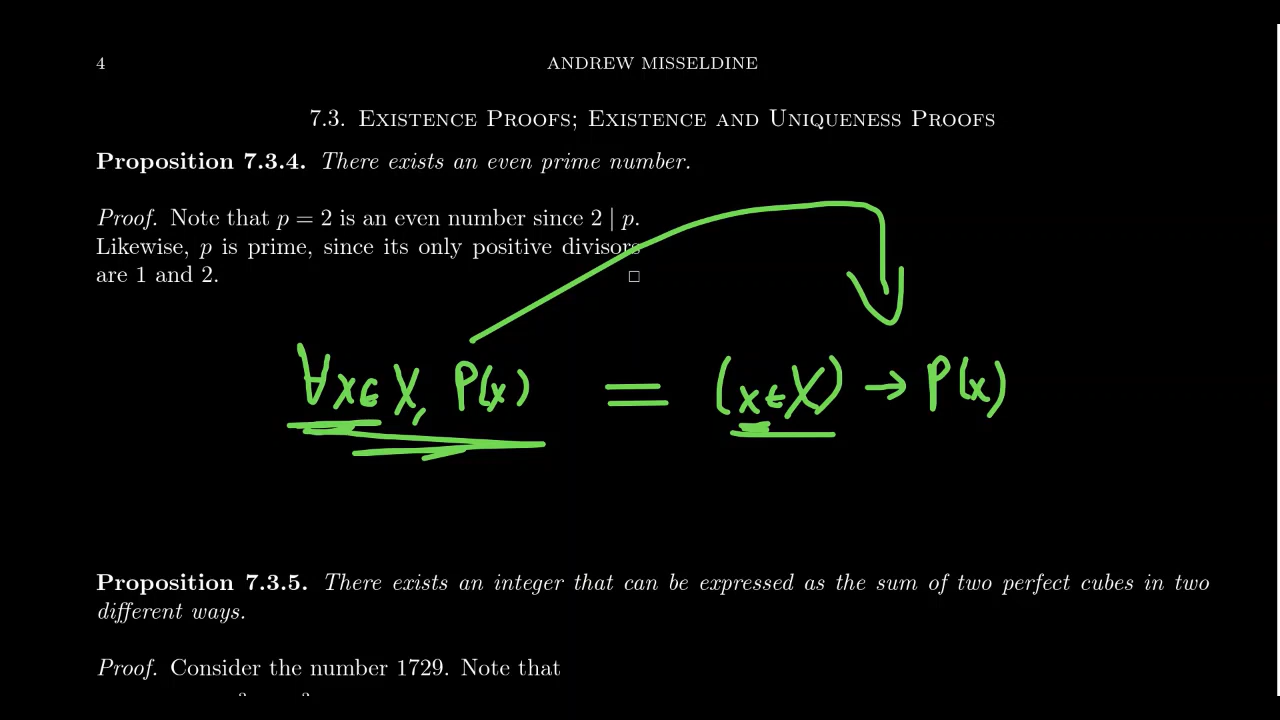 4 ANDREW MISSELDINE
7.3. EXISTENCE PROOFS; EXISTENCE AND UNIQUENESS PROOFS
Proposition 7.3.4. There exists an even prime number.
Proof. Note that p = 2 is an even number since 2 | p.
Likewise, p is prime, since its only positive divisors
are 1 and 2. □
∀x∈X, P(x) = (x∈X) → P(x)
Proposition 7.3.5. There exists an integer that can be expressed as the sum of two perfect cubes in two
different ways.
Proof. Consider the number 1729. Note that